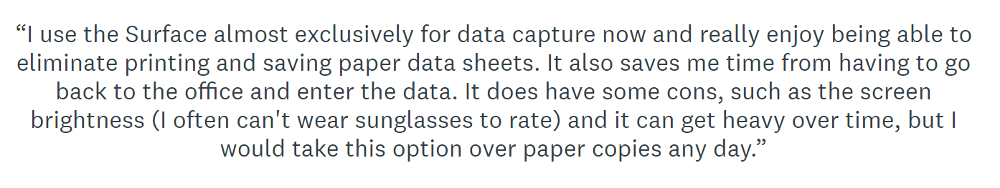 “I use the Surface almost exclusively for data capture now and really enjoy being able to
eliminate printing and saving paper data sheets. It also saves me time from having to go
back to the office and enter the data. It does have some cons, such as the screen
brightness (I often can't wear sunglasses to rate) and it can get heavy over time, but I
would take this option over paper copies any day.”